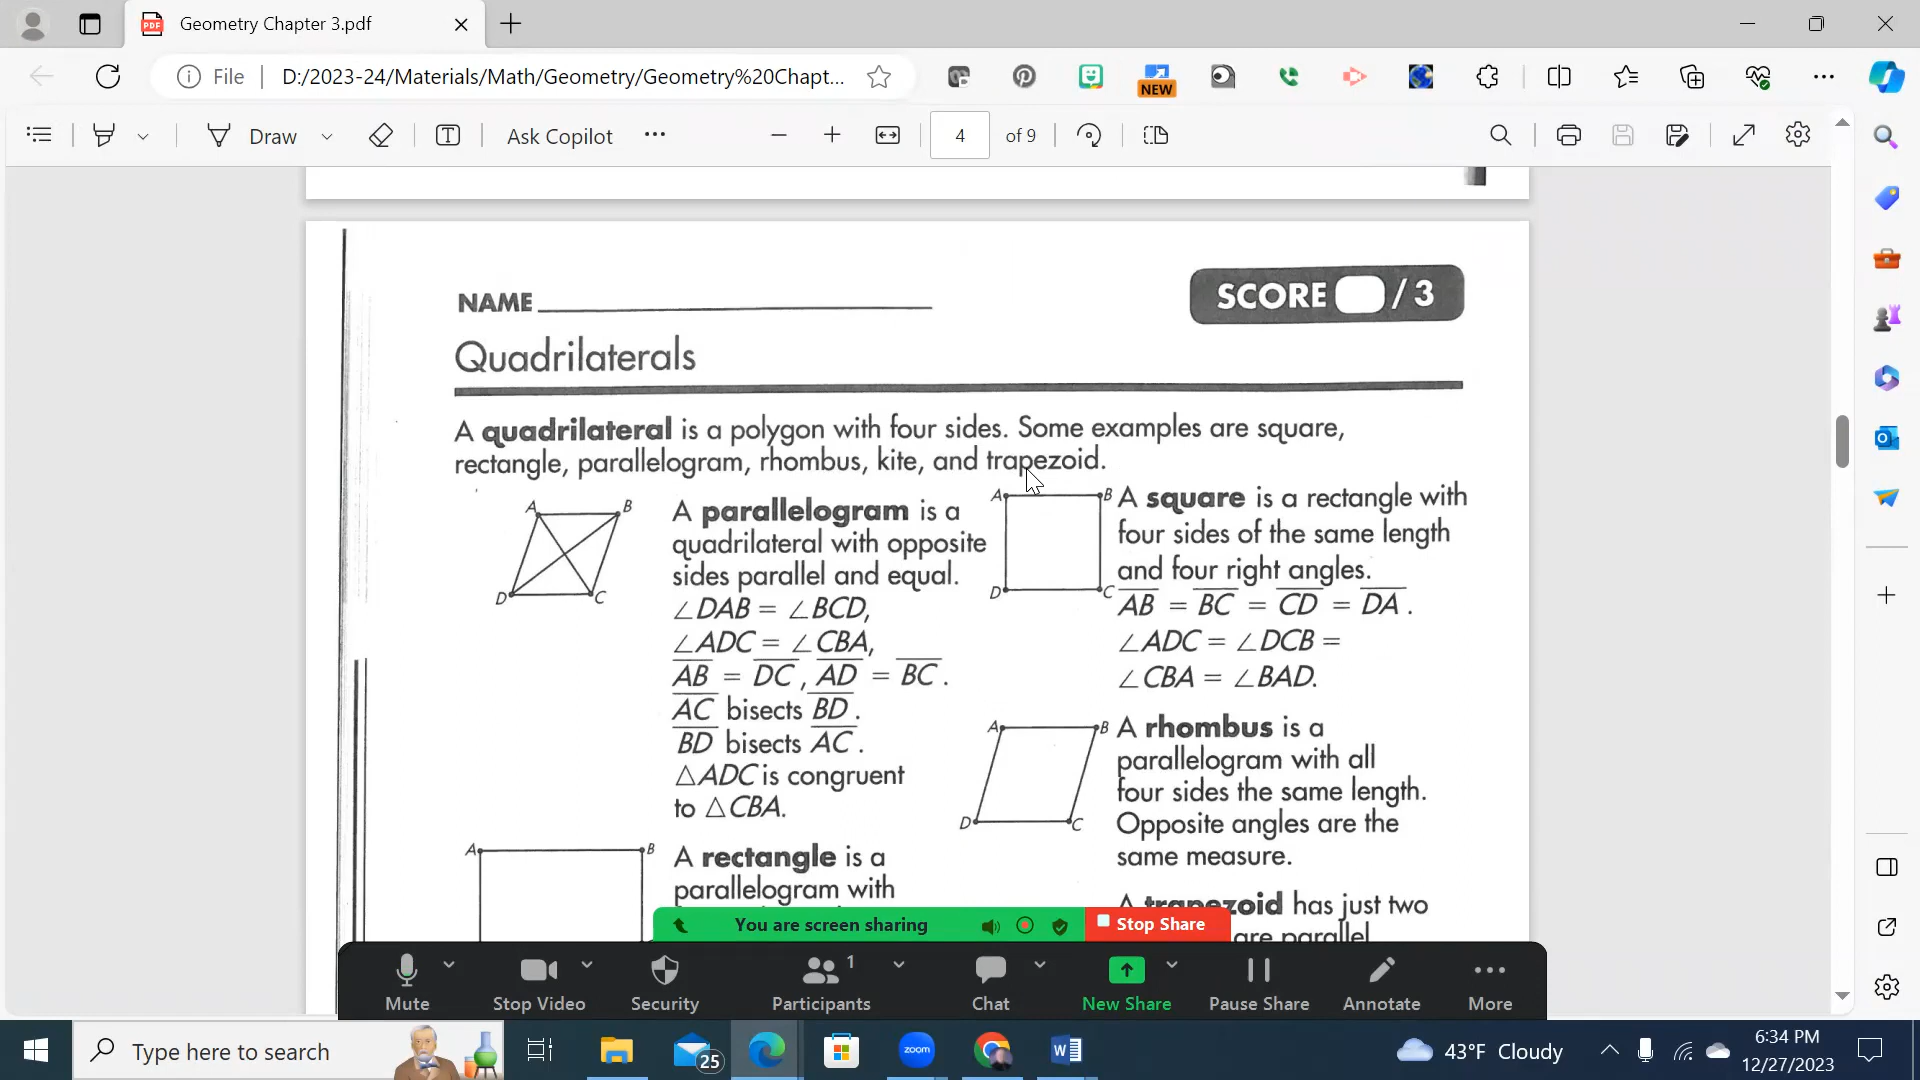 Geometry Chapter 3.pdf
File
D:/2023-24/Materials/Math/Geometry/Geometry%20Chapt...
NEW
Draw
Ask Copilot
4
of 9
NAME
SCORE / 3
Quadrilaterals
A quadrilateral is a polygon with four sides. Some examples are square,
rectangle, parallelogram, rhombus, kite, and trapezoid.
A
B
D
C
A parallelogram is a
quadrilateral with opposite
sides parallel and equal.
∠DAB = ∠BCD,
∠ADC = ∠CBA,
AB = DC, AD = BC.
AC bisects BD.
BD bisects AC.
△ADC is congruent
to △CBA.
A
B
A rectangle is a
parallelogram with
A
B
D
C
A square is a rectangle with
four sides of the same length
and four right angles.
AB = BC = CD = DA.
∠ADC = ∠DCB =
∠CBA = ∠BAD.
A
B
D
C
A rhombus is a
parallelogram with all
four sides the same length.
Opposite angles are the
same measure.
A trapezoid has just two
are parallel
You are screen sharing
Stop Share
Mute
Stop Video
Security
Participants
1
Chat
New Share
Pause Share
Annotate
More
Type here to search
25
zoom
43°F Cloudy
6:34 PM
12/27/2023